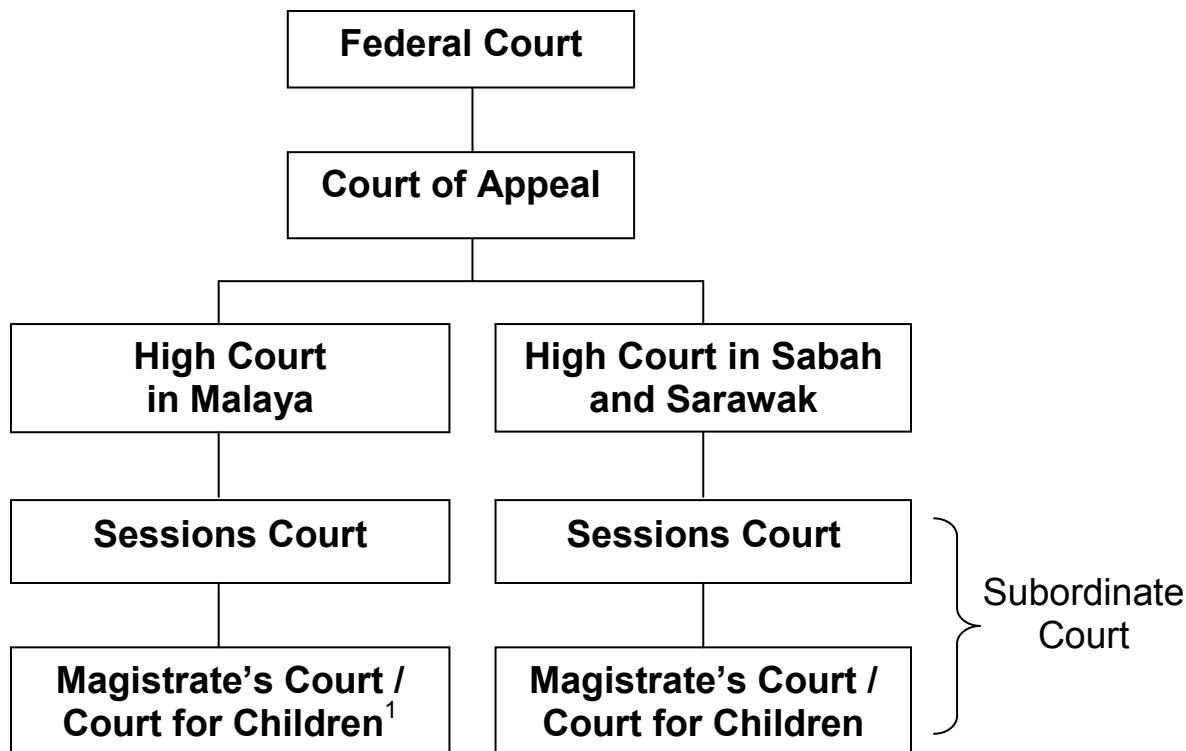 Federal Court
Court of Appeal
High Court
in Malaya
High Court in Sabah
and Sarawak
Sessions Court
Sessions Court
Subordinate
Court
Magistrate’s Court /
Court for Children¹
Magistrate’s Court /
Court for Children